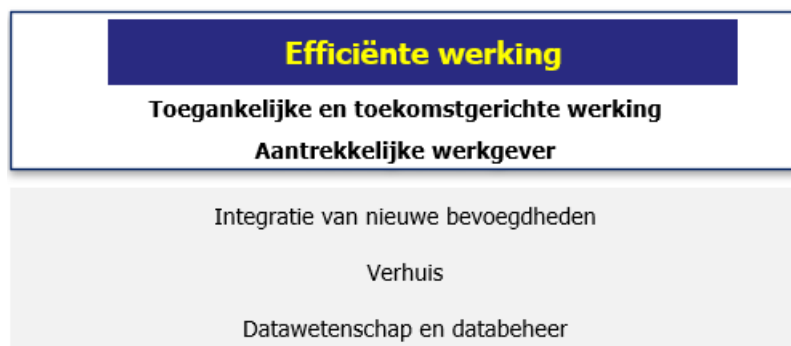 Efficiënte werking
Toegankelijke en toekomstgerichte werking
Aantrekkelijke werkgever
Integratie van nieuwe bevoegdheden
Verhuis
Datawetenschap en databeheer